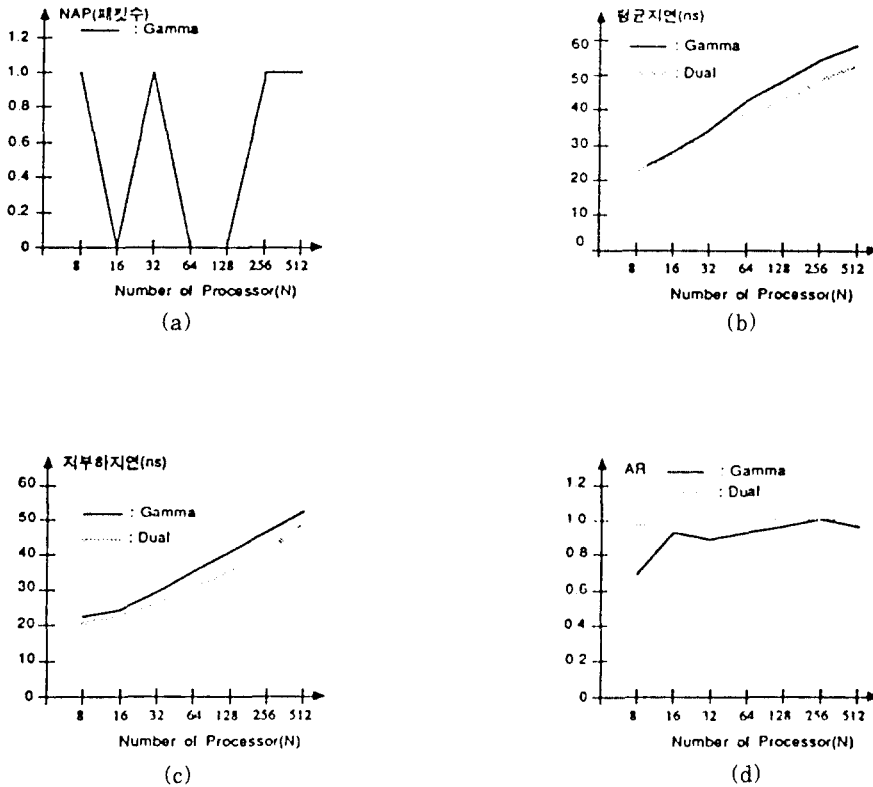 NAP(패킷수)
: Gamma
1.2
1.0
0.8
0.6
0.4
0.2
0
8 16 32 64 128 256 512
Number of Processor(N)
(a)
평균지연(ns)
: Gamma
: Dual
60
50
40
30
20
10
0
8 16 32 64 128 256 512
Number of Processor(N)
(b)
지부하지연(ns)
: Gamma
: Dual
60
50
40
30
20
10
0
8 16 32 64 128 256 512
Number of Processor(N)
(c)
AR
: Gamma
: Dual
1 2
1.0
0.8
0.6
0 4
0 2
0
8 16 32 64 128 256 512
Number of Processor(N)
(d)